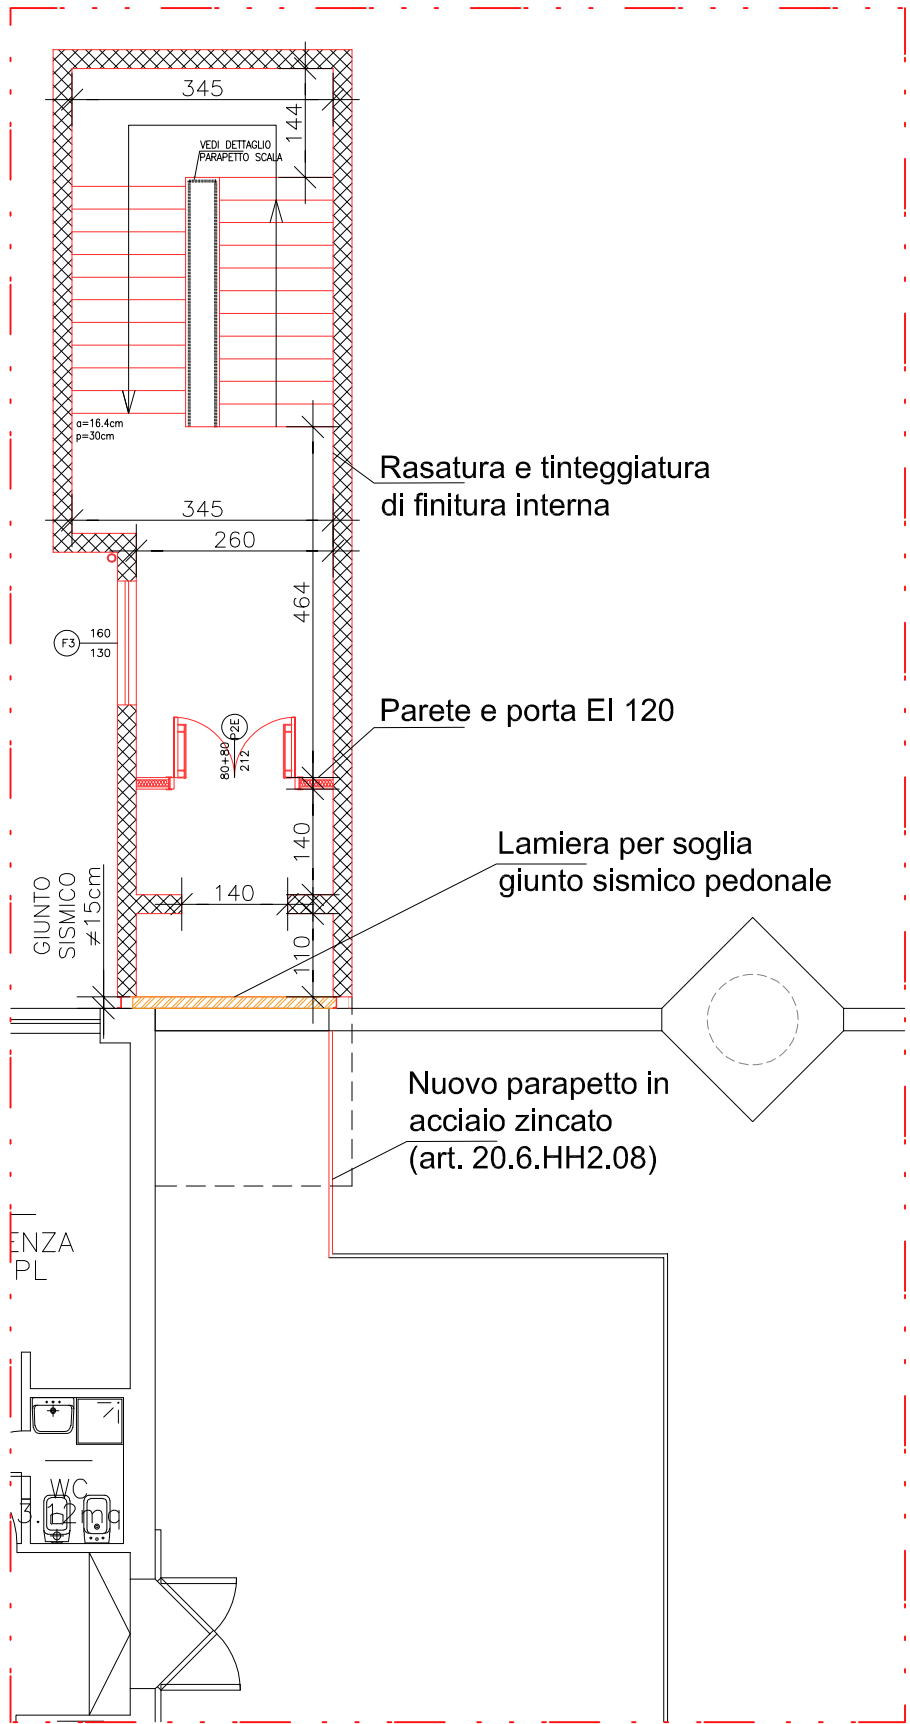 345
144
VEDI DETTAGLIO
PARAPETTO SCALA
a=16.4cm
p=30cm
Rasatura e tinteggiatura
di finitura interna
345
260
464
F3
160
130
Parete e porta EI 120
P2E
80+80
212
140
Lamiera per soglia
giunto sismico pedonale
GIUNTO
SISMICO
≠15cm
140
110
Nuovo parapetto in
acciaio zincato
(art. 20.6.HH2.08)
ENZA
PL
WC
3.12mq